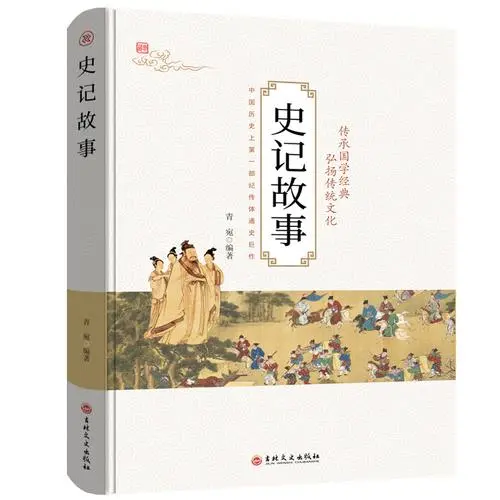 史记故事
青宛 编著
吉林文史出版社
传承国学经典
弘扬传统文化
史记故事
中国历史上第一部纪传体通史巨作
青宛 编著
吉林文史出版社